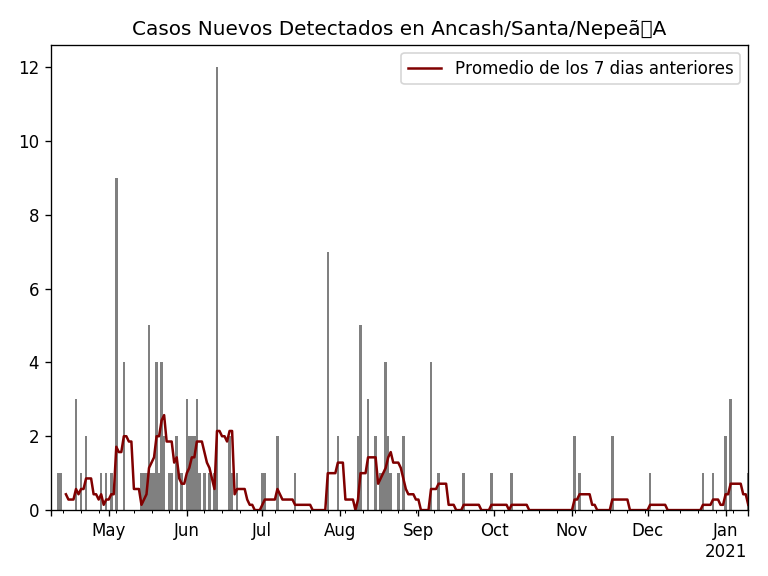 Casos Nuevos Detectados en Ancash/Santa/Nepeã▯A
Promedio de los 7 dias anteriores
12
10
8
6
4
2
0
May Jun Jul Aug Sep Oct Nov Dec Jan
2021